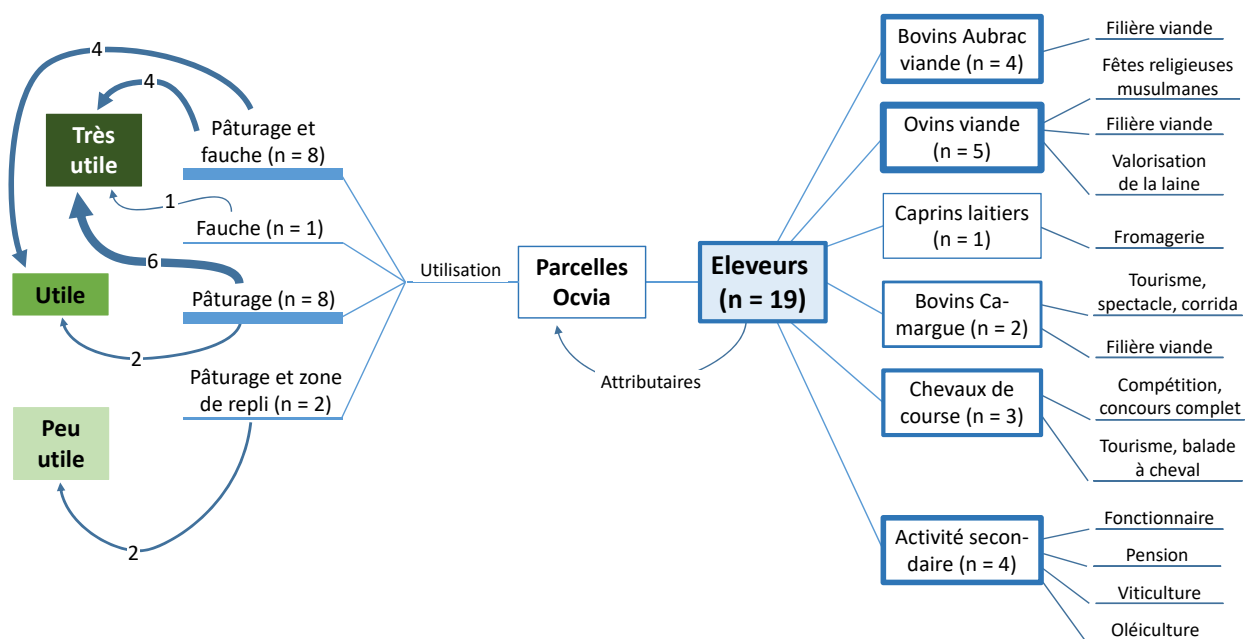 4
4
Très
utile
Pâturage et
fauche (n = 8)
1
Fauche (n = 1)
6
Utile
Pâturage (n = 8)
2
Pâturage et zone
de repli (n = 2)
Peu
utile
2
Utilisation
Parcelles
Ocvia
Attributaires
Eleveurs
(n = 19)
Bovins Aubrac
viande (n = 4)
Filière viande
Ovins viande
(n = 5)
Fêtes religieuses
musulmanes
Filière viande
Valorisation
de la laine
Caprins laitiers
(n = 1)
Fromagerie
Bovins Ca-
margue (n = 2)
Tourisme,
spectacle, corrida
Filière viande
Chevaux de
course (n = 3)
Compétition,
concours complet
Tourisme, balade
à cheval
Activité secon-
daire (n = 4)
Fonctionnaire
Pension
Viticulture
Oléiculture